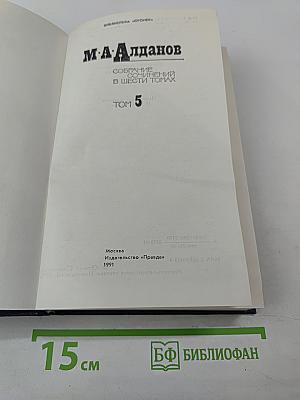 БИБЛИОТЕКА «ОГОНЕК»
М·А·Алданов
СОБРАНИЕ
СОЧИНЕНИЙ
В ШЕСТИ ТОМАХ
ТОМ 5
Москва
Издательство «Правда»
1991
15 см
БФ БИБЛИОФАН